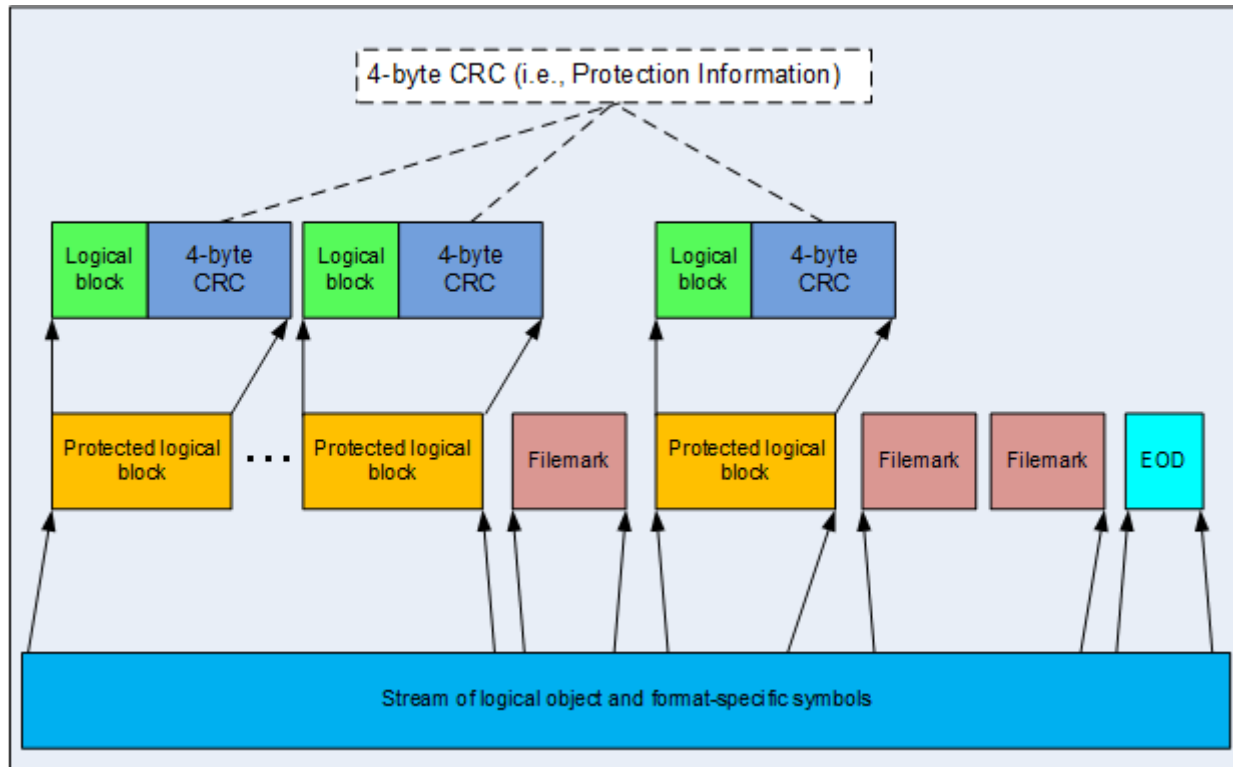 4-byte CRC (i.e., Protection Information)
Logical
block
4-byte
CRC
Logical
block
4-byte
CRC
Logical
block
4-byte
CRC
Protected logical
block
...
Protected logical
block
Filemark
Protected logical
block
Filemark
Filemark
EOD
Stream of logical object and format-specific symbols